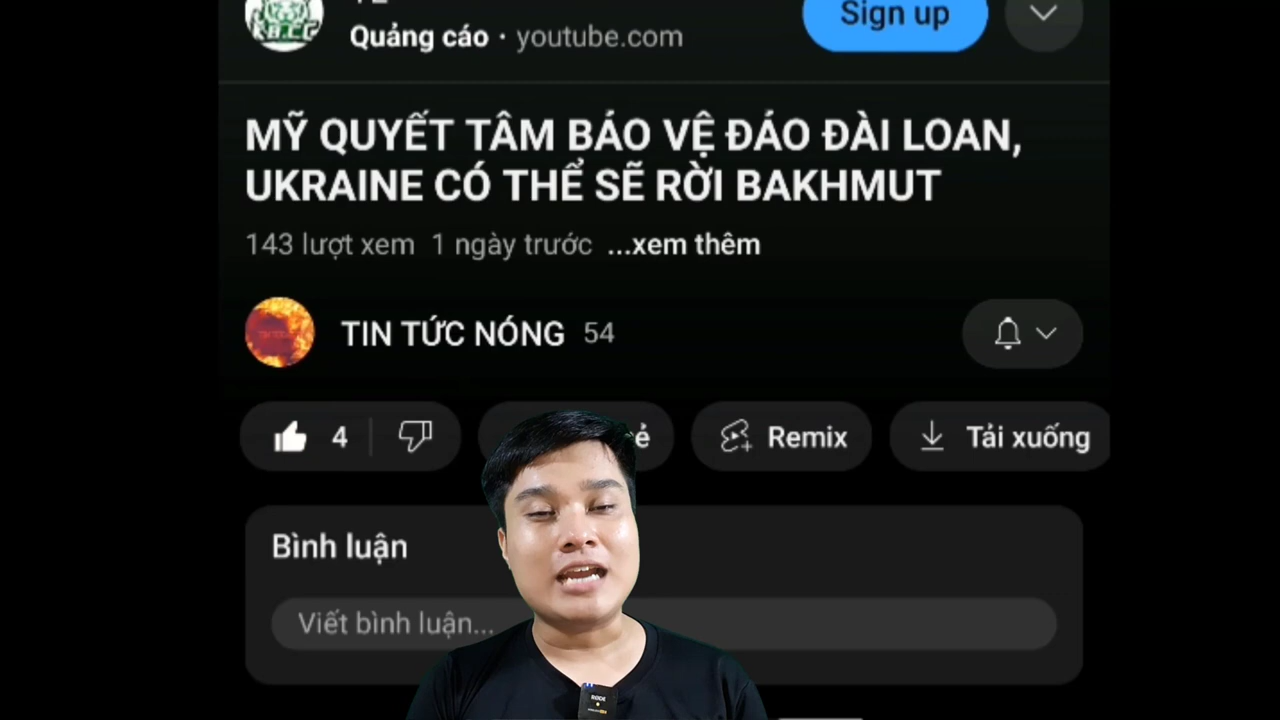 Sign up
Quảng cáo · youtube.com
MỸ QUYẾT TÂM BẢO VỆ ĐẢO ĐÀI LOAN,
UKRAINE CÓ THỂ SẼ RỜI BAKHMUT
143 lượt xem 1 ngày trước ...xem thêm
TIN TỨC NÓNG 54
4
Remix
Tải xuống
Bình luận
Viết bình luận...
RODE